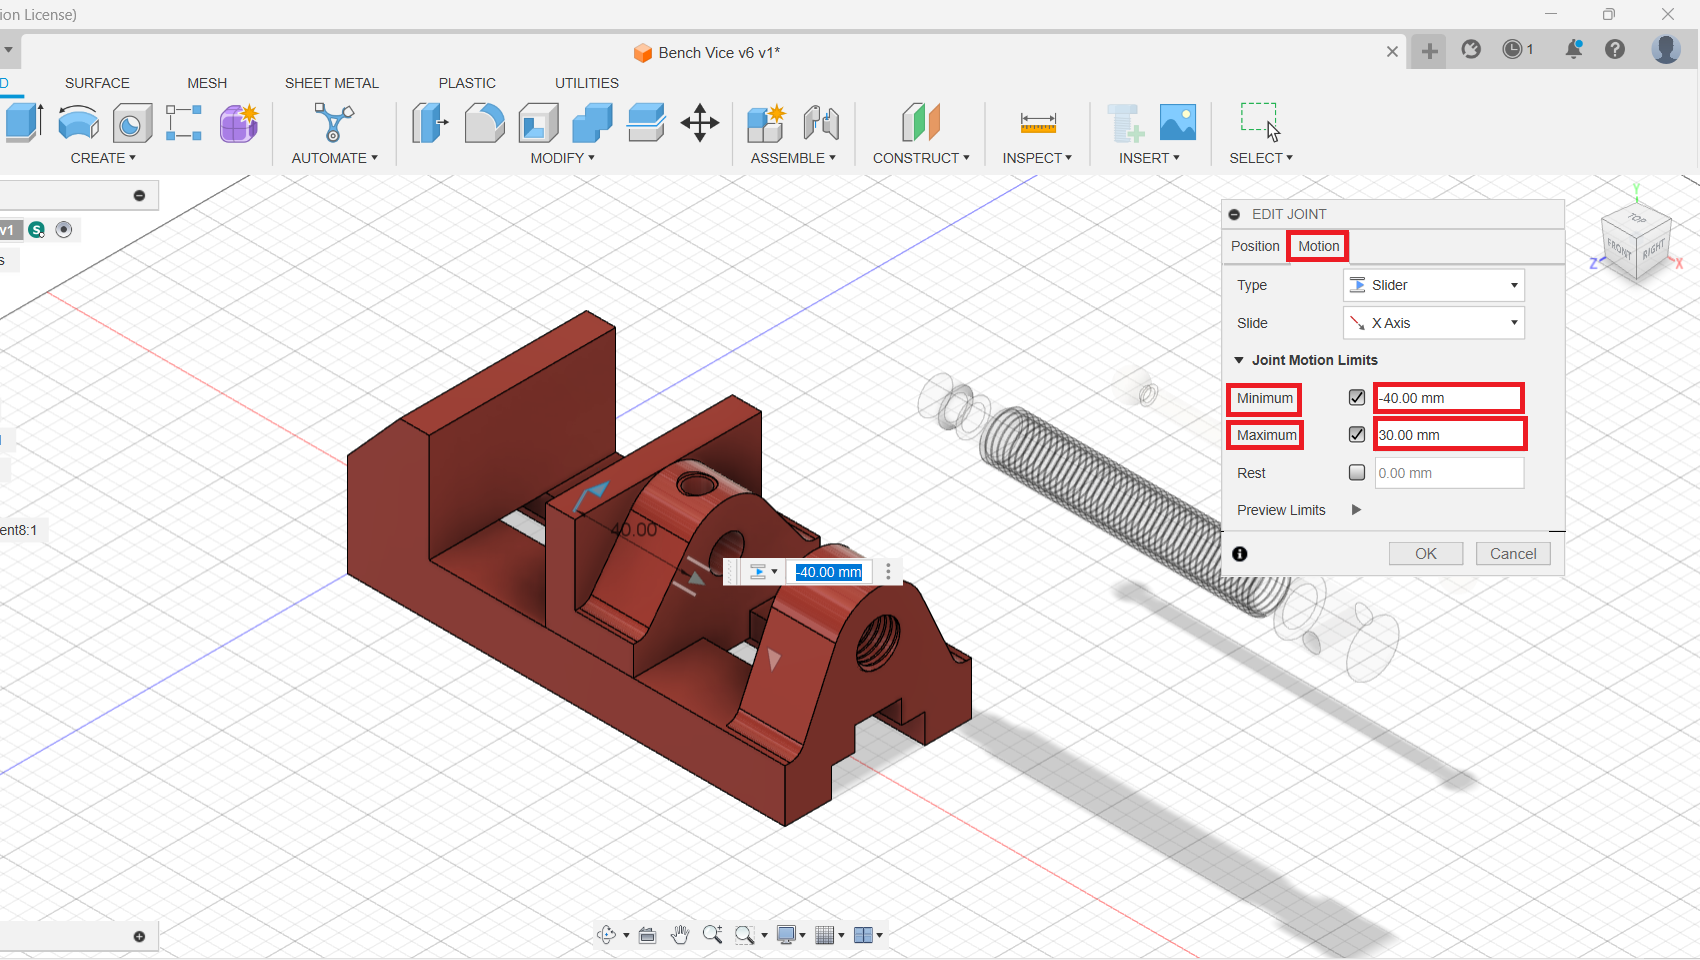 ion License)
Bench Vice v6 v1*
1
D
SURFACE
MESH
SHEET METAL
PLASTIC
UTILITIES
CREATE
AUTOMATE
MODIFY
ASSEMBLE
CONSTRUCT
INSPECT
INSERT
SELECT
v1
S
s
ent8:1
40.00
-40.00 mm
EDIT JOINT
Position Motion
Type Slider
Slide X Axis
Joint Motion Limits
Minimum -40.00 mm
Maximum 30.00 mm
Rest 0.00 mm
Preview Limits
OK Cancel
Y
TOP
FRONT RIGHT
Z X